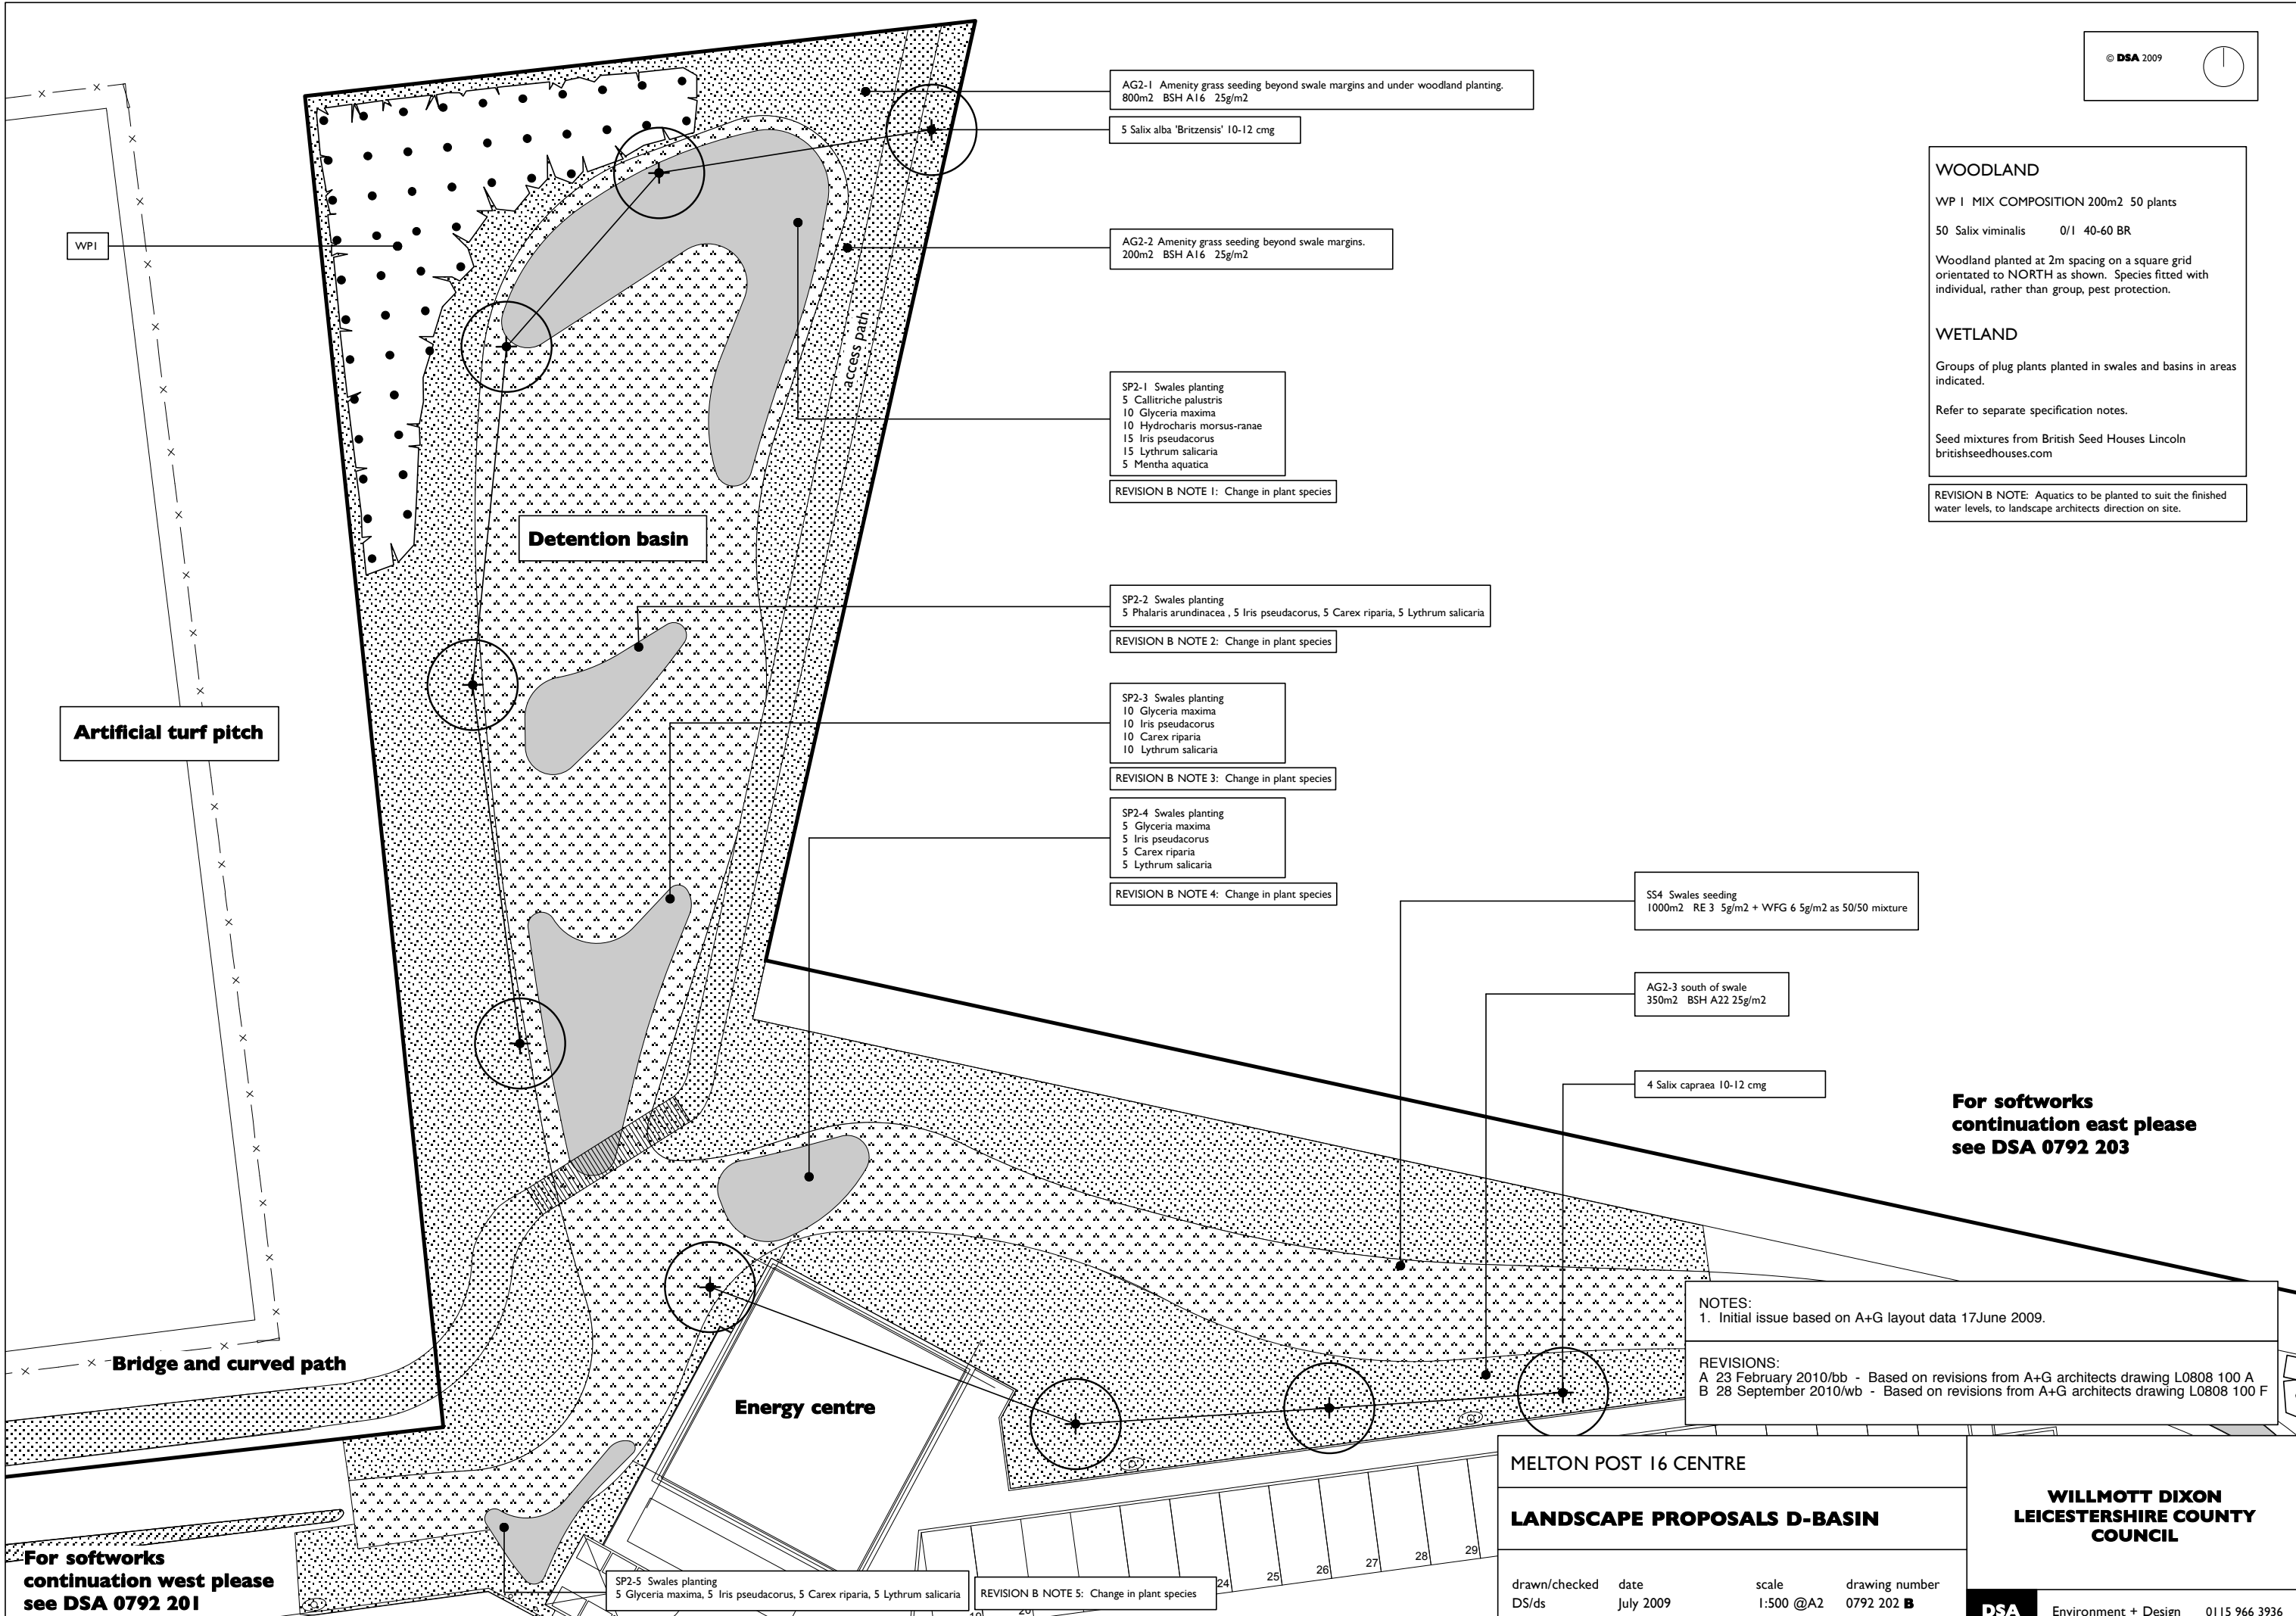 © DSA 2009
AG2-1 Amenity grass seeding beyond swale margins and under woodland planting.
800m2 BSH A16 25g/m2
5 Salix alba 'Britzensis' 10-12 cmg
WOODLAND
WP 1 MIX COMPOSITION 200m2 50 plants
50 Salix viminalis 0/1 40-60 BR
Woodland planted at 2m spacing on a square grid
orientated to NORTH as shown. Species fitted with
individual, rather than group, pest protection.
WETLAND
Groups of plug plants planted in swales and basins in areas
indicated.
Refer to separate specification notes.
Seed mixtures from British Seed Houses Lincoln
britishseedhouses.com
REVISION B NOTE: Aquatics to be planted to suit the finished
water levels, to landscape architects direction on site.
WP1
AG2-2 Amenity grass seeding beyond swale margins.
200m2 BSH A16 25g/m2
access path
SP2-1 Swales planting
5 Callitriche palustris
10 Glyceria maxima
10 Hydrocharis morsus-ranae
15 Iris pseudacorus
15 Lythrum salicaria
5 Mentha aquatica
REVISION B NOTE 1: Change in plant species
Detention basin
SP2-2 Swales planting
5 Phalaris arundinacea , 5 Iris pseudacorus, 5 Carex riparia, 5 Lythrum salicaria
REVISION B NOTE 2: Change in plant species
Artificial turf pitch
SP2-3 Swales planting
10 Glyceria maxima
10 Iris pseudacorus
10 Carex riparia
10 Lythrum salicaria
REVISION B NOTE 3: Change in plant species
SP2-4 Swales planting
5 Glyceria maxima
5 Iris pseudacorus
5 Carex riparia
5 Lythrum salicaria
REVISION B NOTE 4: Change in plant species
SS4 Swales seeding
1000m2 RE 3 5g/m2 + WFG 6 5g/m2 as 50/50 mixture
AG2-3 south of swale
350m2 BSH A22 25g/m2
4 Salix capraea 10-12 cmg
For softworks
continuation east please
see DSA 0792 203
NOTES:
1. Initial issue based on A+G layout data 17June 2009.
REVISIONS:
A 23 February 2010/bb - Based on revisions from A+G architects drawing L0808 100 A
B 28 September 2010/wb - Based on revisions from A+G architects drawing L0808 100 F
Bridge and curved path
Energy centre
MELTON POST 16 CENTRE
LANDSCAPE PROPOSALS D-BASIN
WILLMOTT DIXON
LEICESTERSHIRE COUNTY
COUNCIL
For softworks
continuation west please
see DSA 0792 201
SP2-5 Swales planting
5 Glyceria maxima, 5 Iris pseudacorus, 5 Carex riparia, 5 Lythrum salicaria
REVISION B NOTE 5: Change in plant species
24
25
26
27
28
29
drawn/checked date scale drawing number
DS/ds July 2009 1:500 @A2 0792 202 B
DSA Environment + Design 0115 966 3936